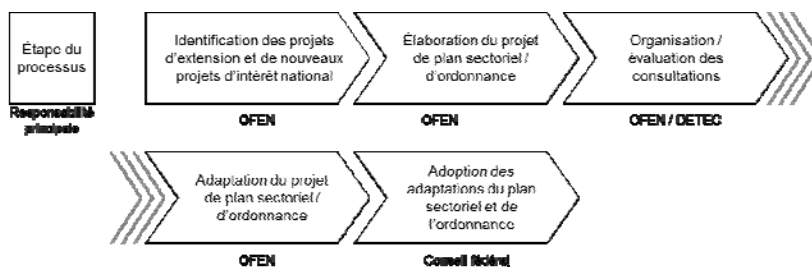 Étape du
processus
Identification des projets
d'extension et de nouveaux
projets d'intérêt national
Élaboration du projet
de plan sectoriel /
d'ordonnance
Organisation /
évaluation des
consultations
Responsabilité
principale
OFEN
OFEN
OFEN / DETEC
Adaptation du projet
de plan sectoriel /
d'ordonnance
Adoption des
adaptations du plan
sectoriel et de
l'ordonnance
OFEN
Conseil fédéral